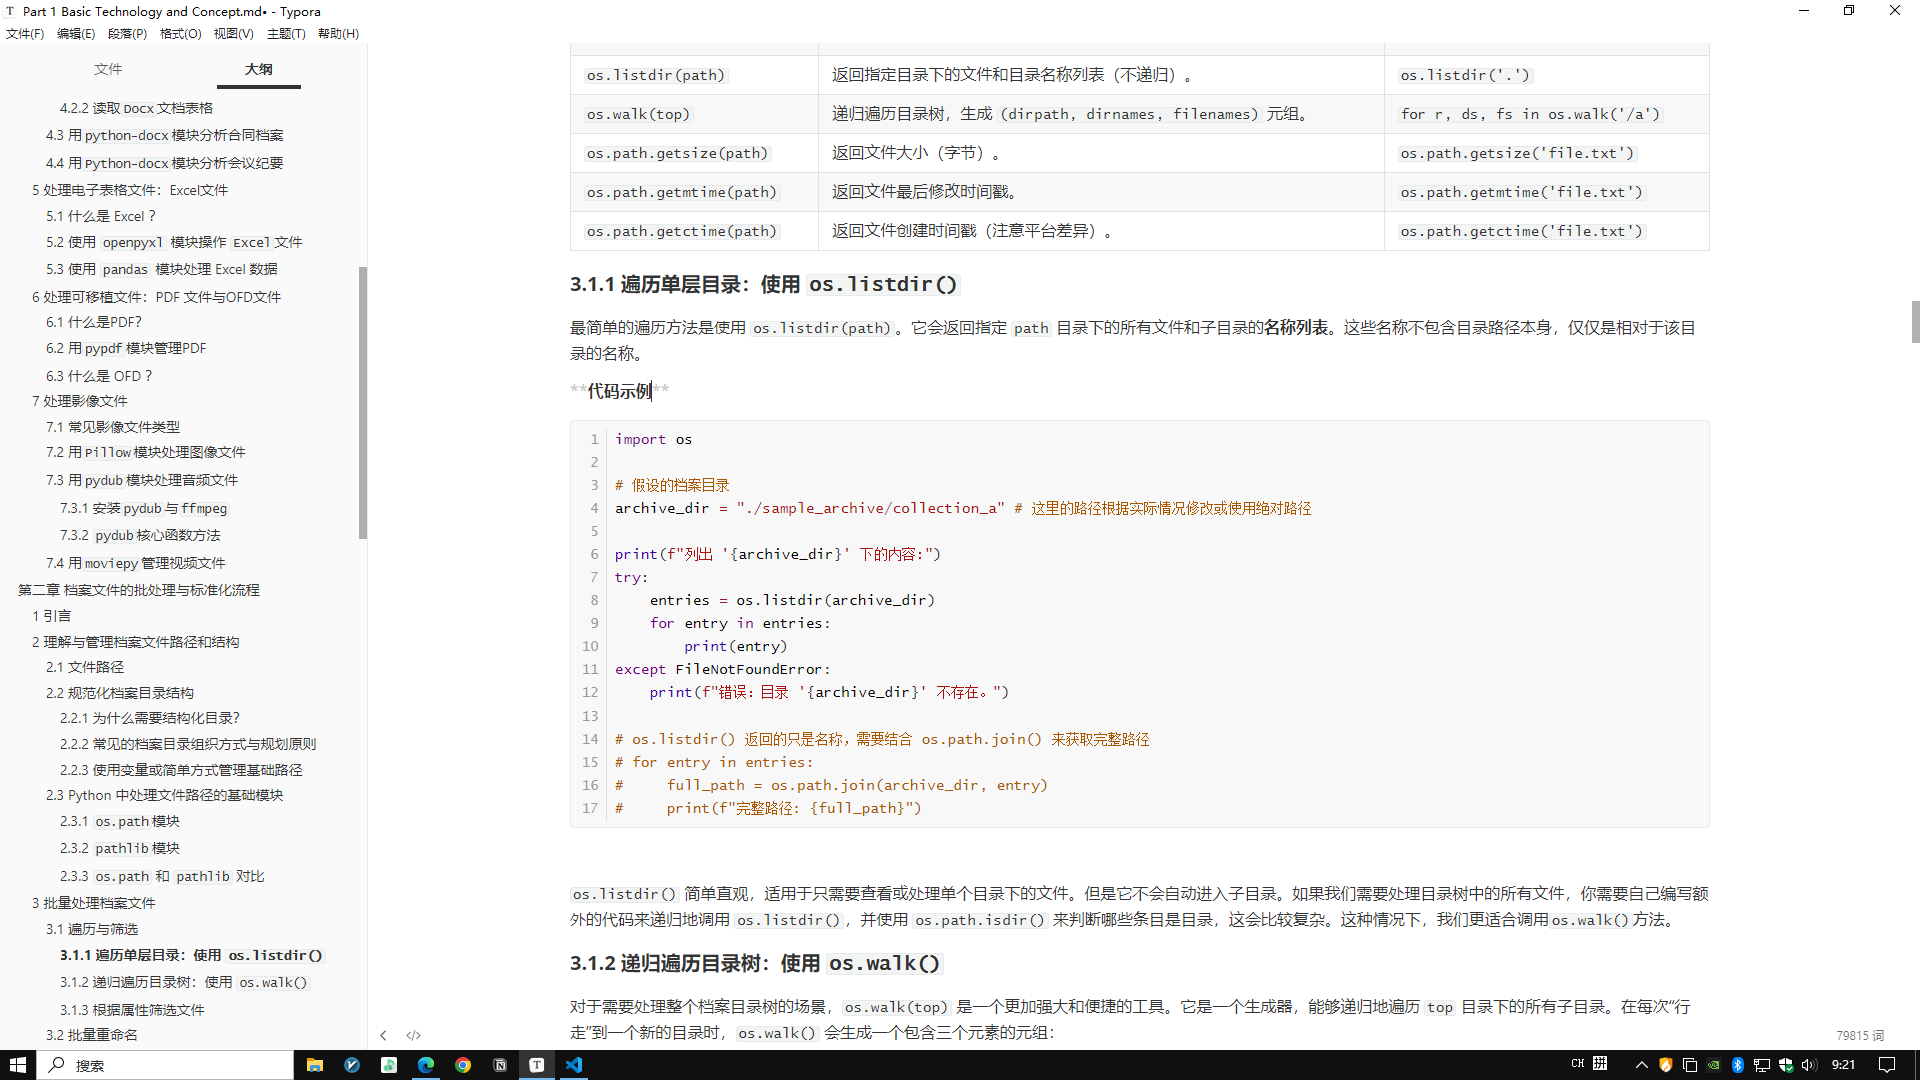 Part 1 Basic Technology and Concept.md• - Typora
文件(F) 编辑(E) 段落(P) 格式(O) 视图(V) 主题(T) 帮助(H)
文件 大纲
4.2.2 读取 Docx 文档表格
4.3 用 python-docx 模块分析合同档案
4.4 用 Python-docx 模块分析会议纪要
5 处理电子表格文件：Excel文件
5.1 什么是 Excel ？
5.2 使用 openpyxl 模块操作 Excel 文件
5.3 使用 pandas 模块处理 Excel 数据
6 处理可移植文件：PDF 文件与OFD文件
6.1 什么是PDF？
6.2 用 pypdf 模块管理PDF
6.3 什么是 OFD ？
7 处理影像文件
7.1 常见影像文件类型
7.2 用 Pillow 模块处理图像文件
7.3 用 pydub 模块处理音频文件
7.3.1 安装 pydub 与 ffmpeg
7.3.2 pydub 核心函数方法
7.4 用 moviepy 管理视频文件
第二章 档案文件的批处理与标准化流程
1 引言
2 理解与管理档案文件路径和结构
2.1 文件路径
2.2 规范化档案目录结构
2.2.1 为什么需要结构化目录？
2.2.2 常见的档案目录组织方式与规划原则
2.2.3 使用变量或简单方式管理基础路径
2.3 Python 中处理文件路径的基础模块
2.3.1 os.path 模块
2.3.2 pathlib 模块
2.3.3 os.path 和 pathlib 对比
3 批量处理档案文件
3.1 遍历与筛选
3.1.1 遍历单层目录：使用 os.listdir()
3.1.2 递归遍历目录树：使用 os.walk()
3.1.3 根据属性筛选文件
3.2 批量重命名
os.listdir(path) 返回指定目录下的文件和目录名称列表（不递归）。 os.listdir('.')
os.walk(top) 递归遍历目录树，生成 (dirpath, dirnames, filenames) 元组。 for r, ds, fs in os.walk('/a')
os.path.getsize(path) 返回文件大小（字节）。 os.path.getsize('file.txt')
os.path.getmtime(path) 返回文件最后修改时间戳。 os.path.getmtime('file.txt')
os.path.getctime(path) 返回文件创建时间戳（注意平台差异）。 os.path.getctime('file.txt')
3.1.1 遍历单层目录：使用 os.listdir()
最简单的遍历方法是使用 os.listdir(path)。它会返回指定 path 目录下的所有文件和子目录的名称列表。这些名称不包含目录路径本身，仅仅是相对于该目
录的名称。
**代码示例**
1 import os
2
3 # 假设的档案目录
4 archive_dir = "./sample_archive/collection_a" # 这里的路径根据实际情况修改或使用绝对路径
5
6 print(f"列出 '{archive_dir}' 下的内容:")
7 try:
8     entries = os.listdir(archive_dir)
9     for entry in entries:
10         print(entry)
11 except FileNotFoundError:
12     print(f"错误：目录 '{archive_dir}' 不存在。")
13
14 # os.listdir() 返回的只是名称，需要结合 os.path.join() 来获取完整路径
15 # for entry in entries:
16 #     full_path = os.path.join(archive_dir, entry)
17 #     print(f"完整路径: {full_path}")
os.listdir() 简单直观，适用于只需要查看或处理单个目录下的文件。但是它不会自动进入子目录。如果我们需要处理目录树中的所有文件，你需要自己编写额
外的代码来递归地调用 os.listdir()，并使用 os.path.isdir() 来判断哪些条目是目录，这会比较复杂。这种情况下，我们更适合调用 os.walk() 方法。
3.1.2 递归遍历目录树：使用 os.walk()
对于需要处理整个档案目录树的场景，os.walk(top) 是一个更加强大和便捷的工具。它是一个生成器，能够递归地遍历 top 目录下的所有子目录。在每次“行
走”到一个新的目录时，os.walk() 会生成一个包含三个元素的元组：
79815 词
搜索
CH 拼 9:21